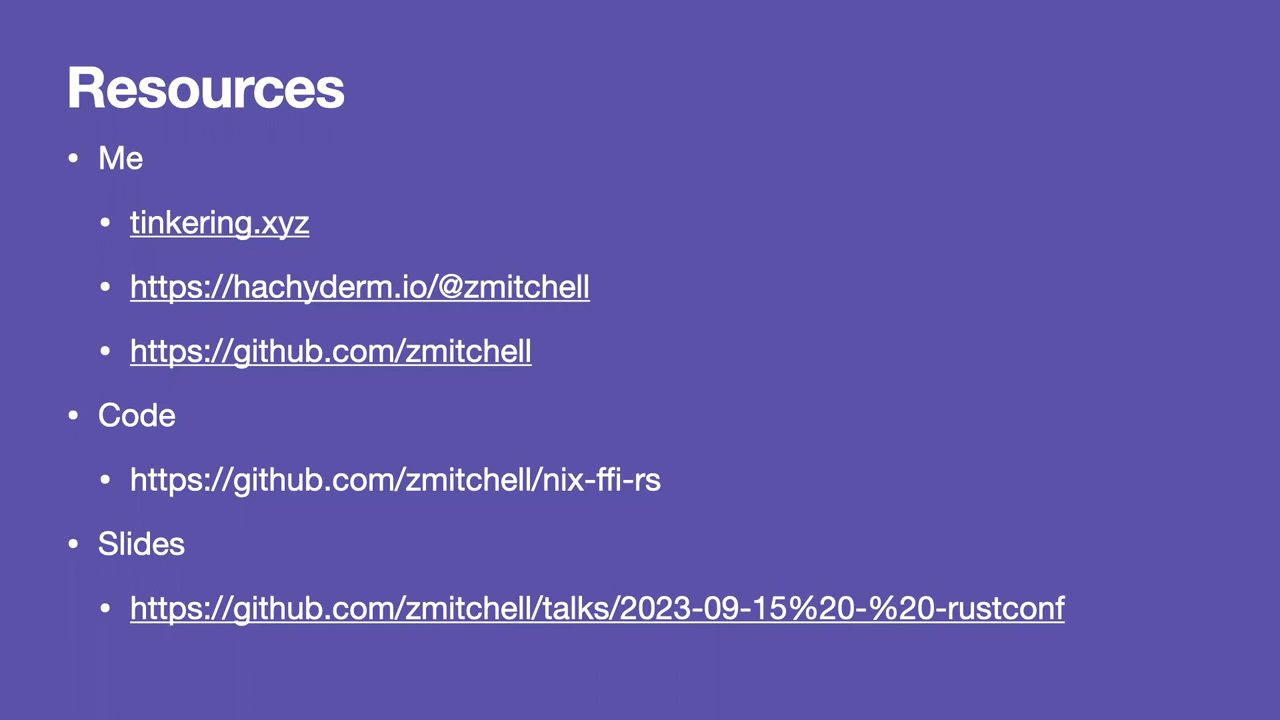 Resources
• Me
• tinkering.xyz
• https://hachyderm.io/@zmitchell
• https://github.com/zmitchell
• Code
• https://github.com/zmitchell/nix-ffi-rs
• Slides
• https://github.com/zmitchell/talks/2023-09-15%20-%20-rustconf